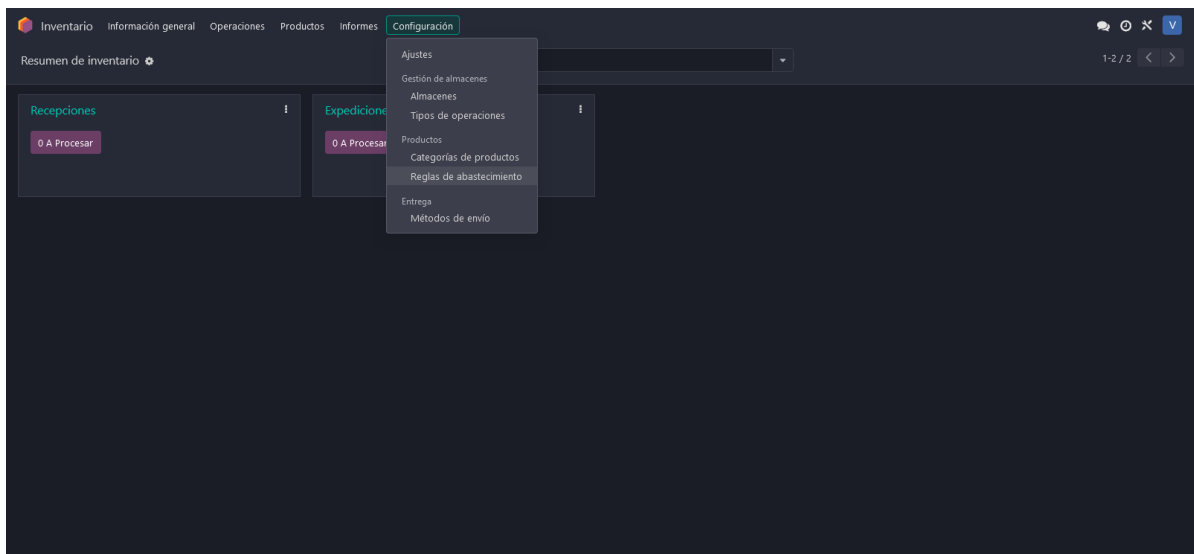 Inventario Información general Operaciones Productos Informes Configuración V
Resumen de inventario 1-2 / 2
Ajustes
Gestión de almacenes
Almacenes
Tipos de operaciones
Productos
Categorías de productos
Reglas de abastecimiento
Entrega
Métodos de envío
Recepciones
0 A Procesar
Expedicione
0 A Procesar